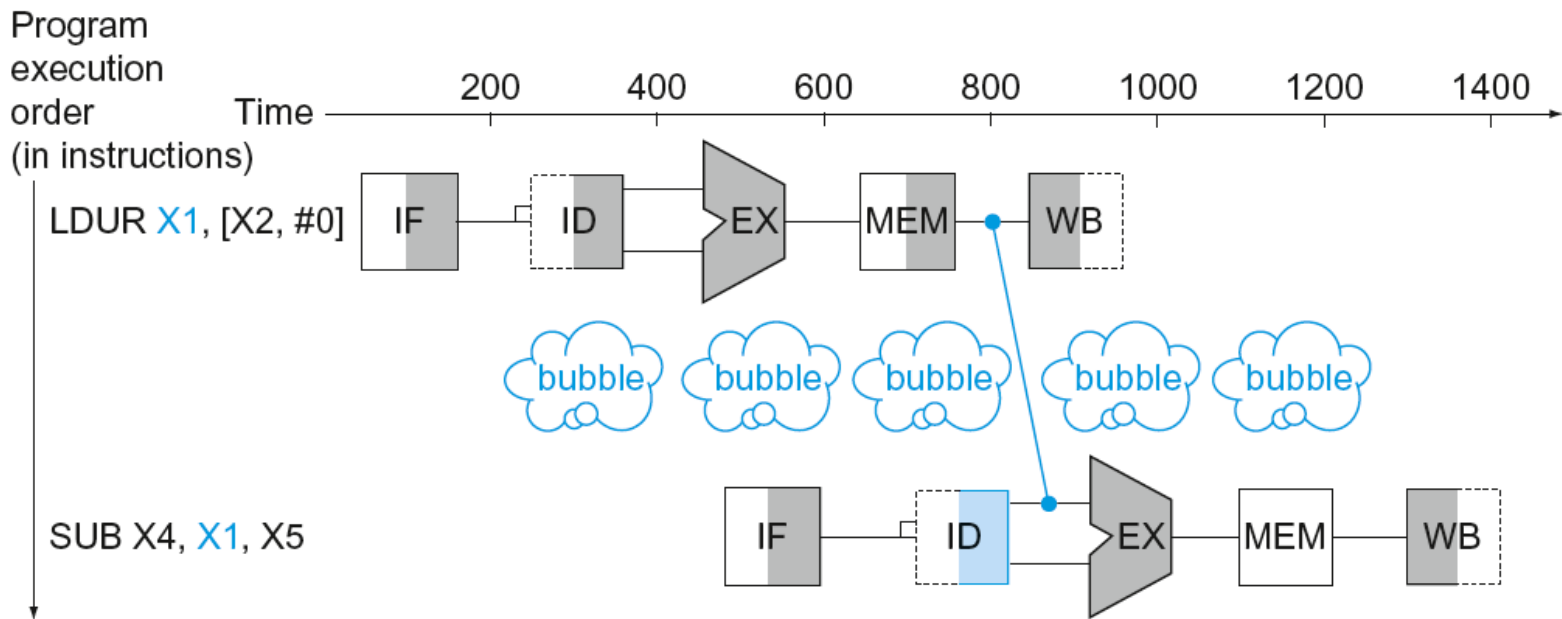 Program
execution
order
(in instructions)
Time
200 400 600 800 1000 1200 1400
LDUR X1, [X2, #0] IF ID EX MEM WB
bubble bubble bubble bubble bubble
SUB X4, X1, X5 IF ID EX MEM WB